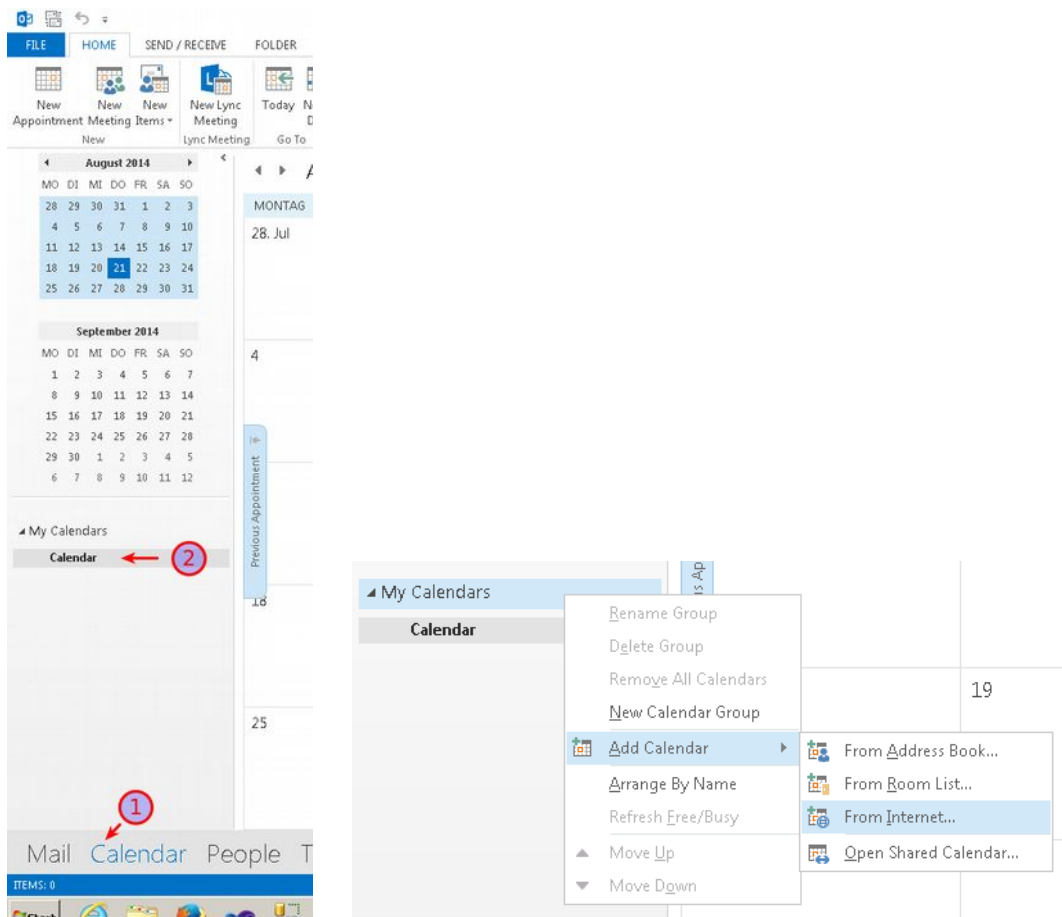 FILE HOME SEND / RECEIVE FOLDER
New Appointment
New Meeting
New Items
New Lync Meeting
Today
New
Lync Meeting
Go To
August 2014
MO DI MI DO FR SA SO
28 29 30 31 1 2 3
4 5 6 7 8 9 10
11 12 13 14 15 16 17
18 19 20 21 22 23 24
25 26 27 28 29 30 31
September 2014
MO DI MI DO FR SA SO
1 2 3 4 5 6 7
8 9 10 11 12 13 14
15 16 17 18 19 20 21
22 23 24 25 26 27 28
29 30 1 2 3 4 5
6 7 8 9 10 11 12
My Calendars
Calendar
2
MONTAG
28. Jul
4
Previous Appointment
18
25
1
Mail Calendar People T
ITEMS: 0
Start
My Calendars
Calendar
Rename Group
Delete Group
Remove All Calendars
New Calendar Group
Add Calendar
Arrange By Name
Refresh Free/Busy
Move Up
Move Down
From Address Book...
From Room List...
From Internet...
Open Shared Calendar...
19